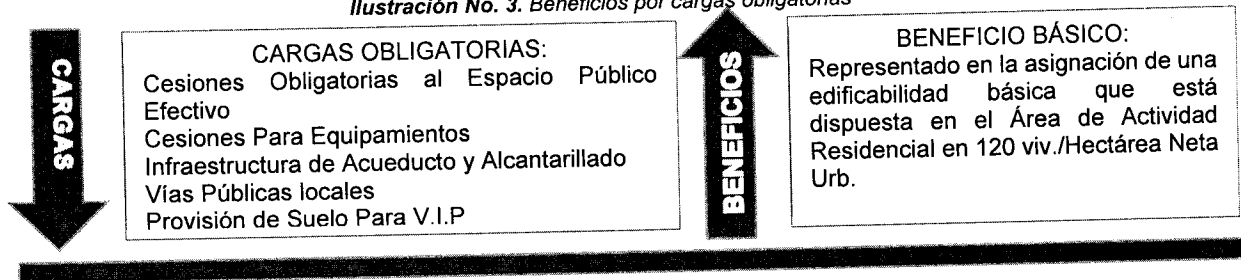 Ilustración No. 3. Beneficios por cargas obligatorias
CARGAS
CARGAS OBLIGATORIAS:
Cesiones Obligatorias al Espacio Público
Efectivo
Cesiones Para Equipamientos
Infraestructura de Acueducto y Alcantarillado
Vías Públicas locales
Provisión de Suelo Para V.I.P
BENEFICIOS
BENEFICIO BÁSICO:
Representado en la asignación de una
edificabilidad básica que está
dispuesta en el Área de Actividad
Residencial en 120 viv./Hectárea Neta
Urb.